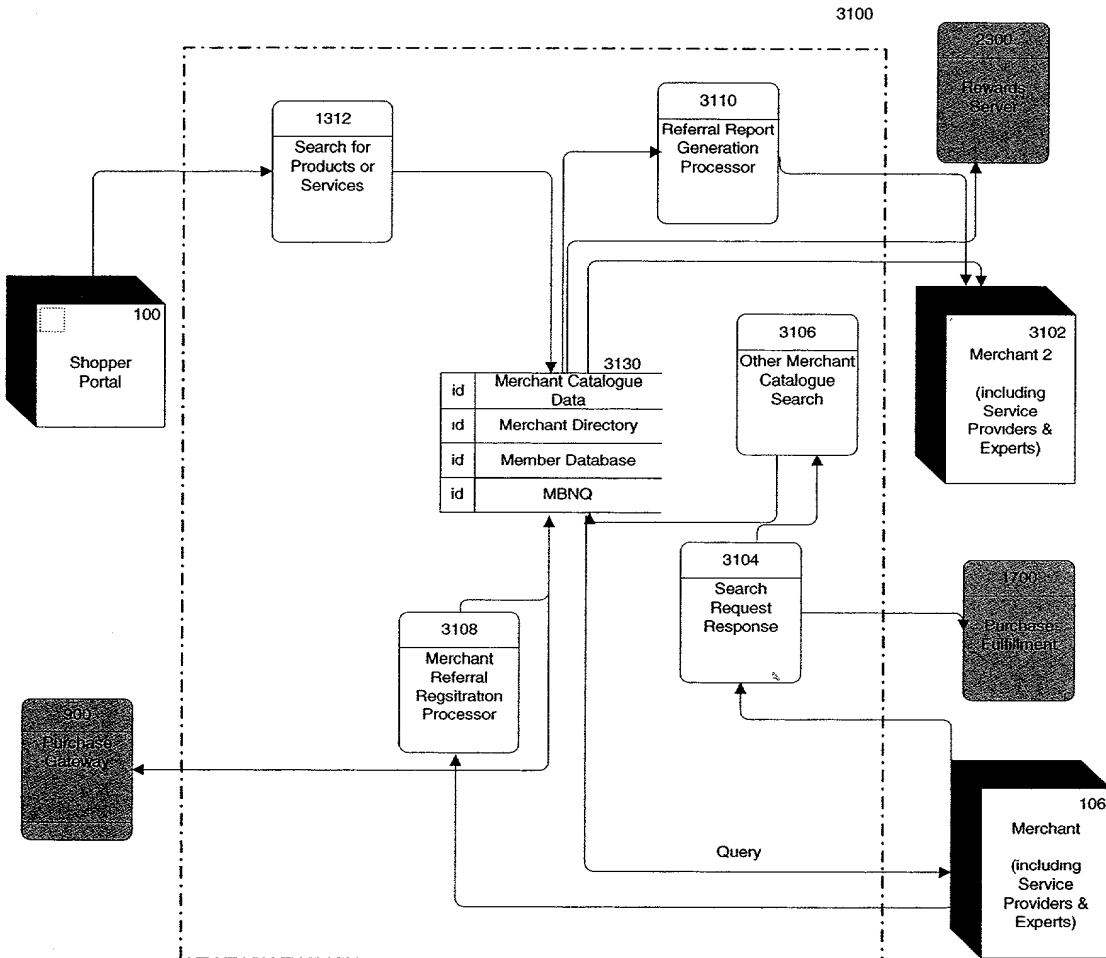 3100
2300
Rewards
Server
1312
Search for
Products or
Services
3110
Referral Report
Generation
Processor
100
Shopper
Portal
3102
Merchant 2
(including
Service
Providers &
Experts)
3106
Other Merchant
Catalogue
Search
3130
id Merchant Catalogue
Data
id Merchant Directory
id Member Database
id MBNQ
3104
Search
Request
Response
1700
Purchase
Fulfillment
3108
Merchant
Referral
Regsitration
Processor
900
Purchase
Gateway
106
Merchant
(including
Service
Providers &
Experts)
Query